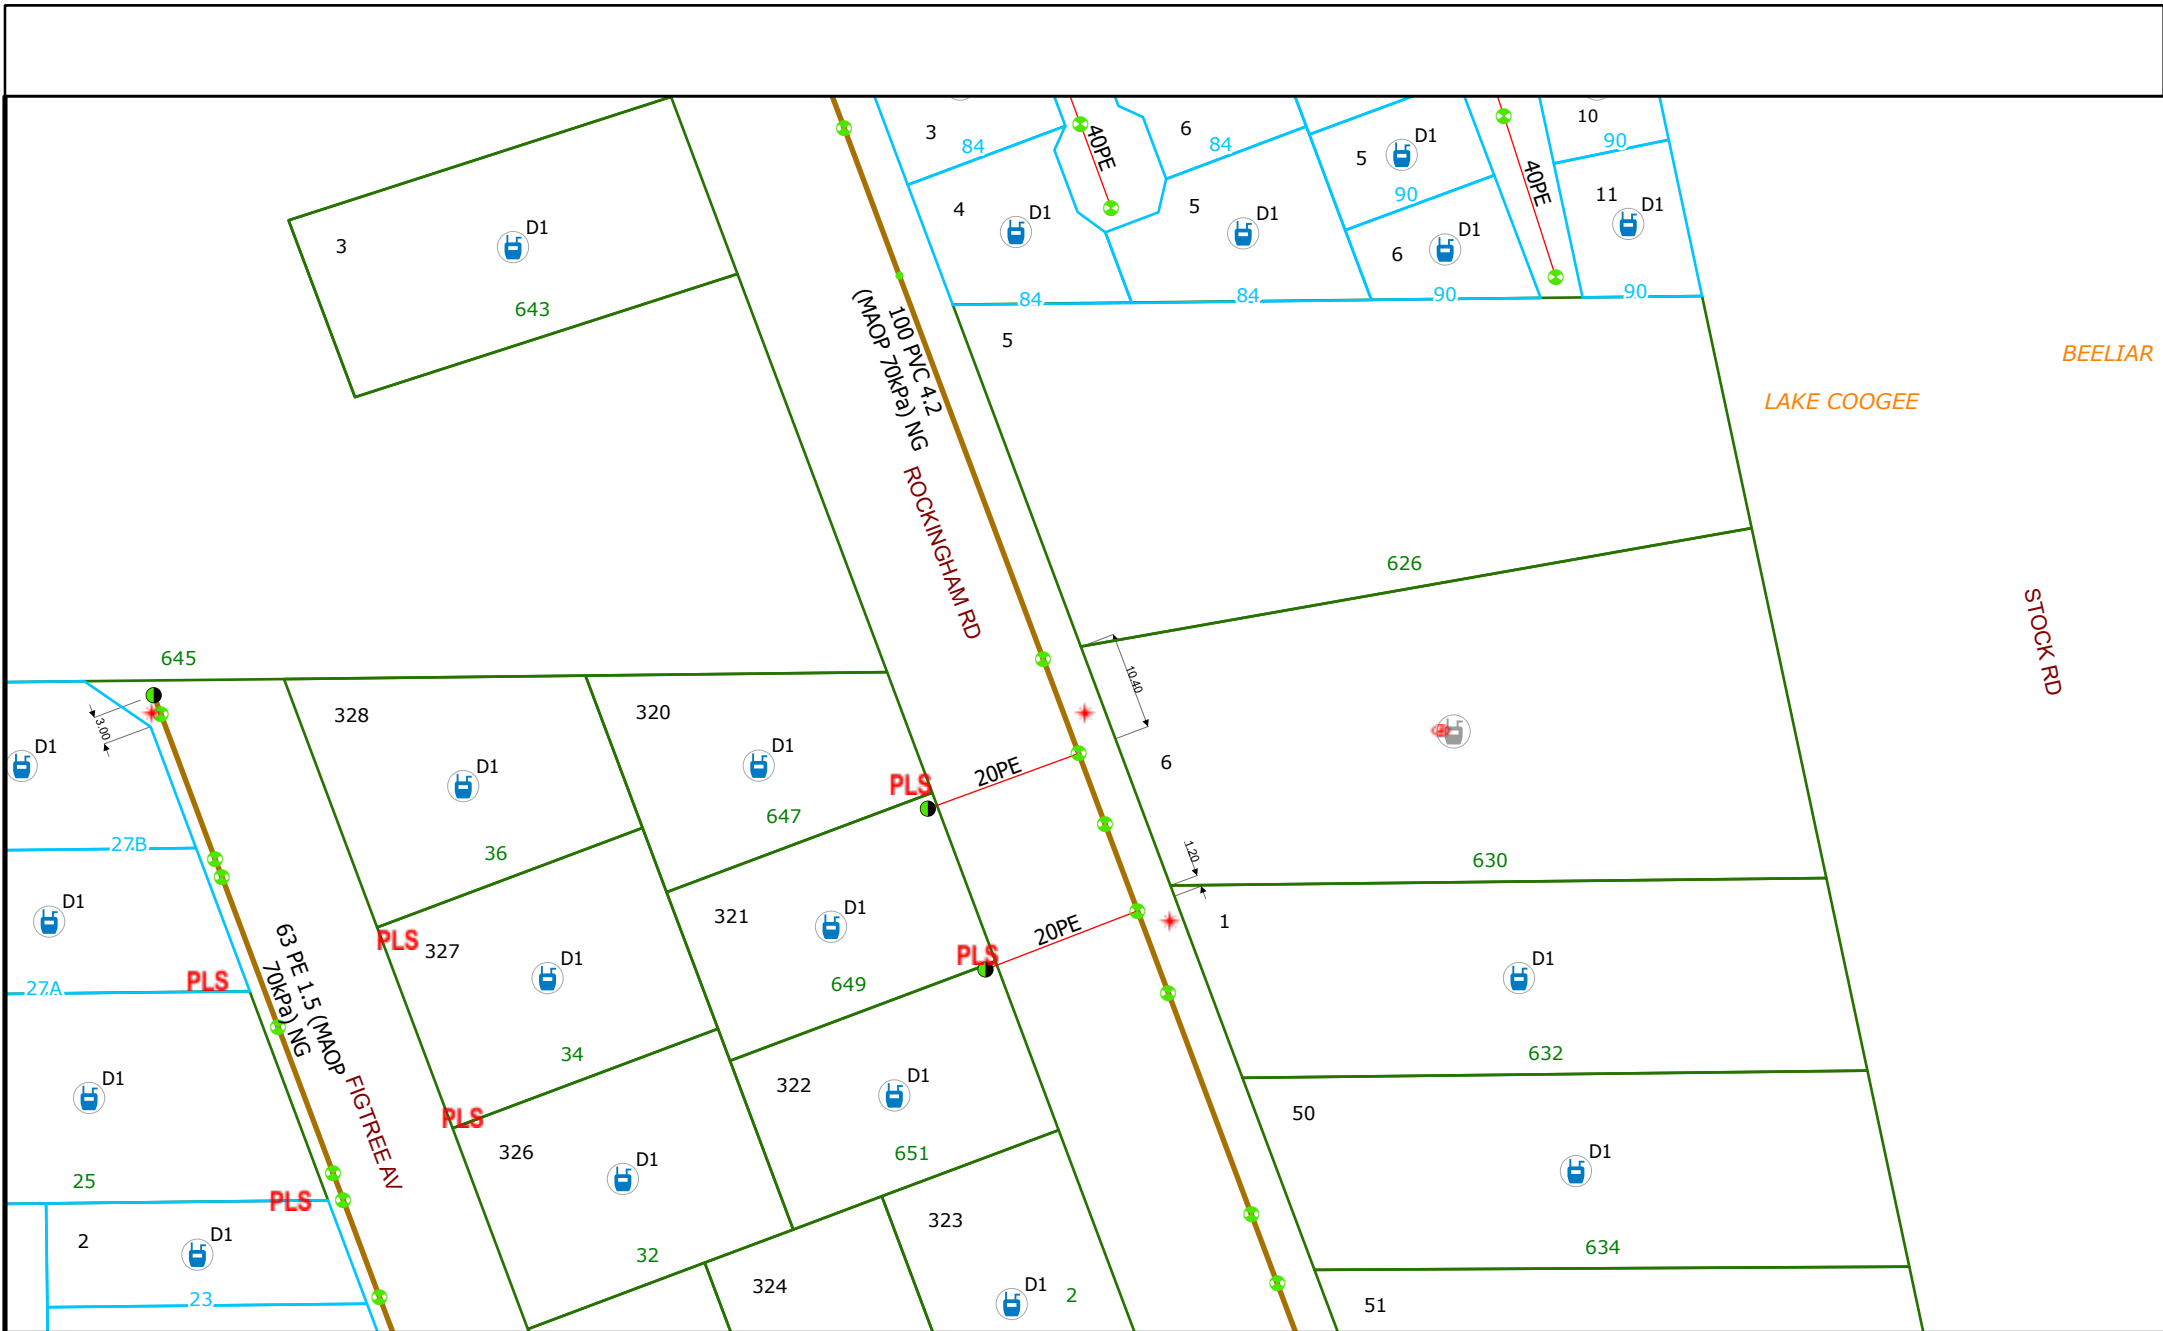 3
84
40PE
6
84
5
D1
90
40PE
10
90
11
D1
4
D1
5
D1
6
D1
84
84
90
90
3
D1
643
5
100 PVC 4.2
(MAOP 70kPa) NG
ROCKINGHAM RD
BEELIAR
LAKE COOGEE
STOCK RD
626
645
3.00
328
D1
36
320
D1
647
PLS
20PE
10.40
6
630
1.20
D1
27B
D1
27A
PLS
63 PE 1.5 (MAOP
70kPa) NG
FIGTREE AV
PLS
327
D1
34
321
D1
649
PLS
20PE
1
D1
632
D1
25
PLS
PLS
326
D1
32
322
D1
651
50
D1
634
2
D1
23
324
323
D1
2
51